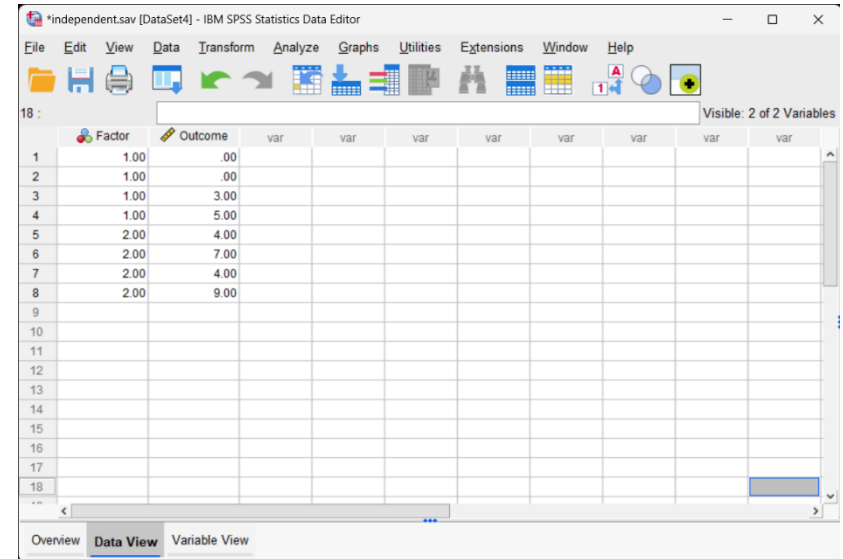 *independent.sav [DataSet4] - IBM SPSS Statistics Data Editor
File Edit View Data Transform Analyze Graphs Utilities Extensions Window Help
18 : Visible: 2 of 2 Variables
Factor Outcome var var var var var var var var
1 1.00 .00
2 1.00 .00
3 1.00 3.00
4 1.00 5.00
5 2.00 4.00
6 2.00 7.00
7 2.00 4.00
8 2.00 9.00
9
10
11
12
13
14
15
16
17
18
Overview Data View Variable View